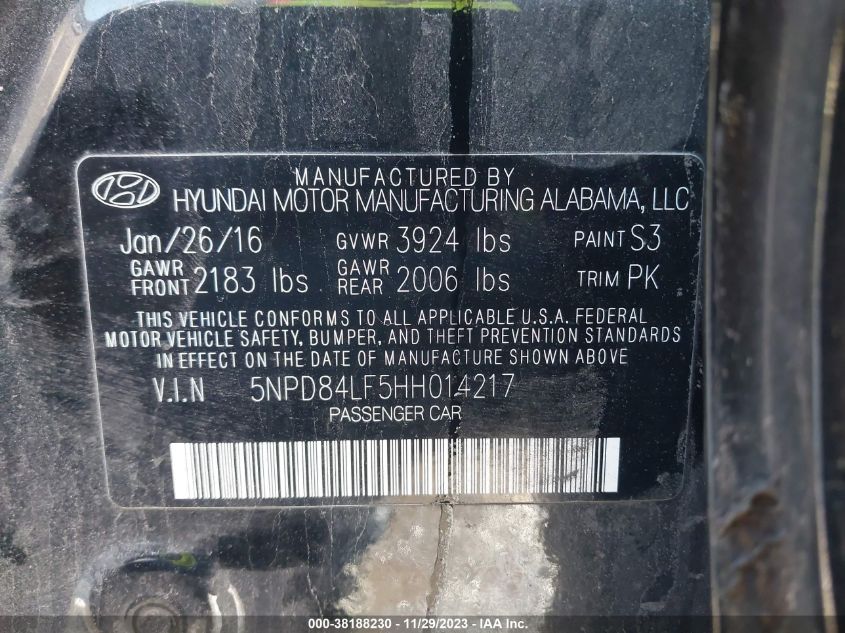 MANUFACTURED BY
HYUNDAI MOTOR MANUFACTURING ALABAMA, LLC
Jan/26/16 GVWR 3924 lbs PAINT S3
GAWR FRONT 2183 lbs GAWR REAR 2006 lbs TRIM PK
THIS VEHICLE CONFORMS TO ALL APPLICABLE U.S.A. FEDERAL
MOTOR VEHICLE SAFETY, BUMPER, AND THEFT PREVENTION STANDARDS
IN EFFECT ON THE DATE OF MANUFACTURE SHOWN ABOVE
V.I.N 5NPD84LF5HH014217
PASSENGER CAR
000-38188230 - 11/29/2023 - IAA Inc.